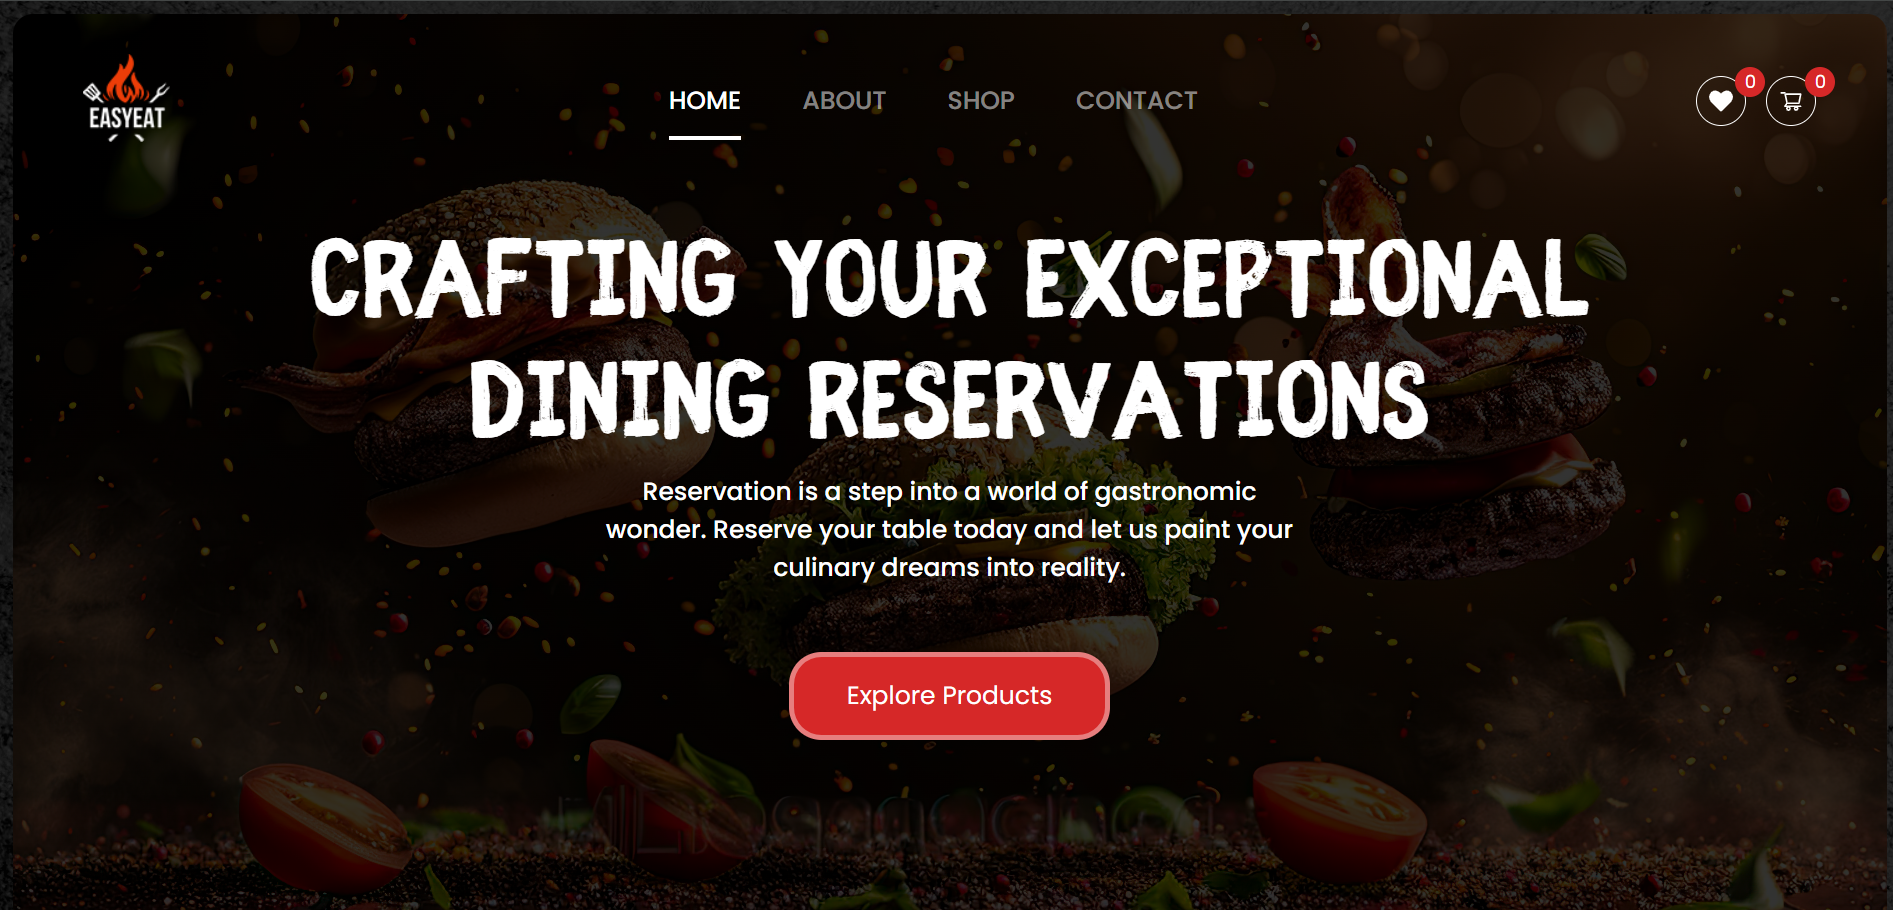 EASYEAT
HOME ABOUT SHOP CONTACT
0 0
CRAFTING YOUR EXCEPTIONAL
DINING RESERVATIONS
Reservation is a step into a world of gastronomic
wonder. Reserve your table today and let us paint your
culinary dreams into reality.
Explore Products